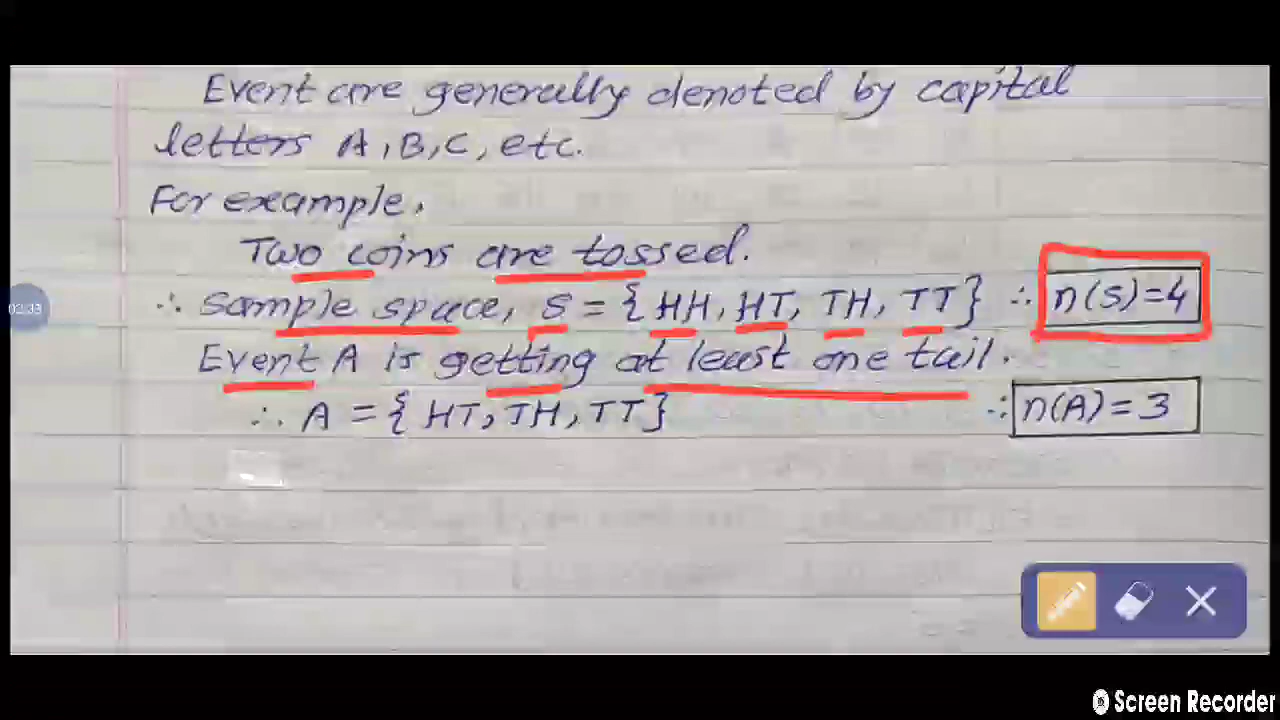 Event are generally denoted by capital
letters A, B, C, etc.
For example,
Two coins are tossed.
∴ Sample space, S = {HH, HT, TH, TT} ∴ n(S)=4
02:33
Event A is getting at least one tail.
∴ A = {HT, TH, TT} ∴ n(A) = 3
Screen Recorder